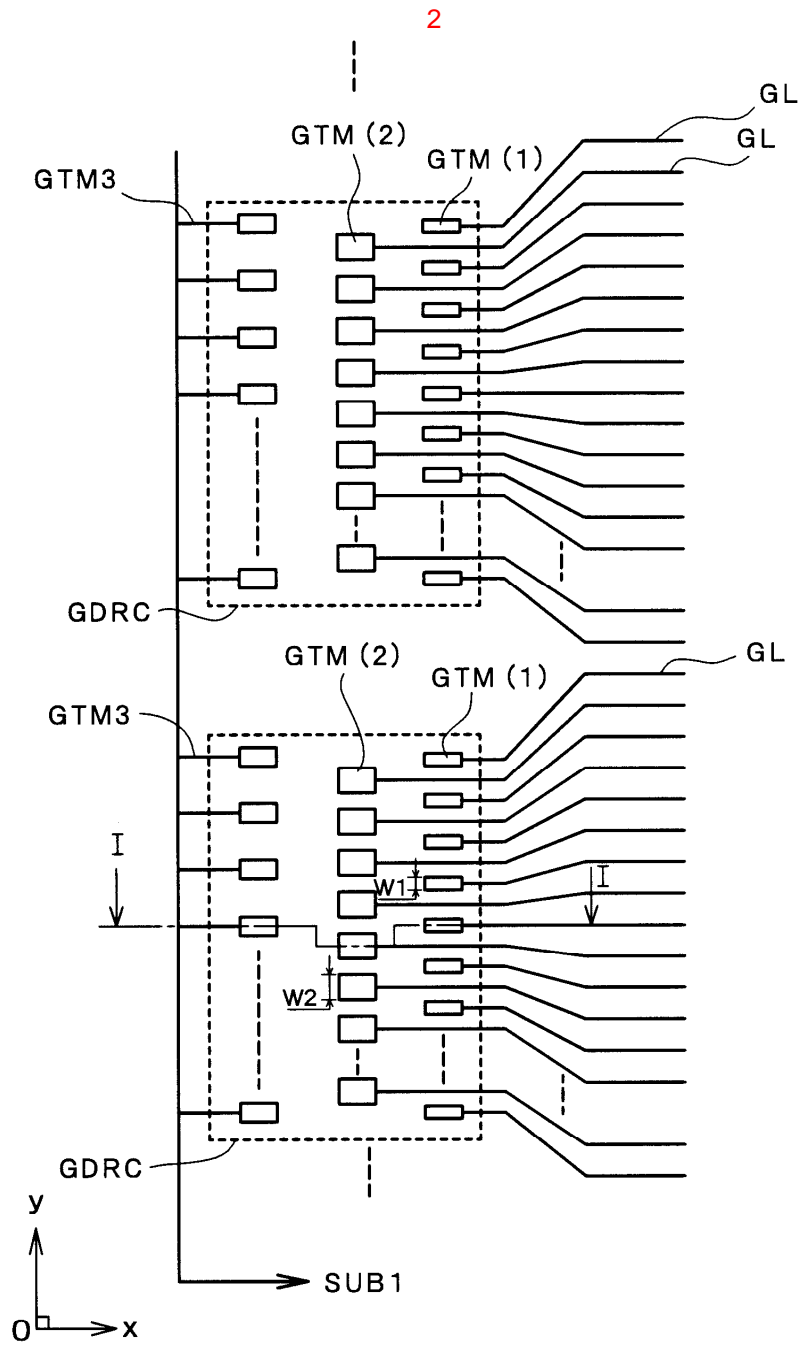 2
GL
GTM (2)
GL
GTM (1)
GTM3
GDRC
GTM (2)
GL
GTM (1)
GTM3
I
I
W1
W2
GDRC
y
SUB1
O
x